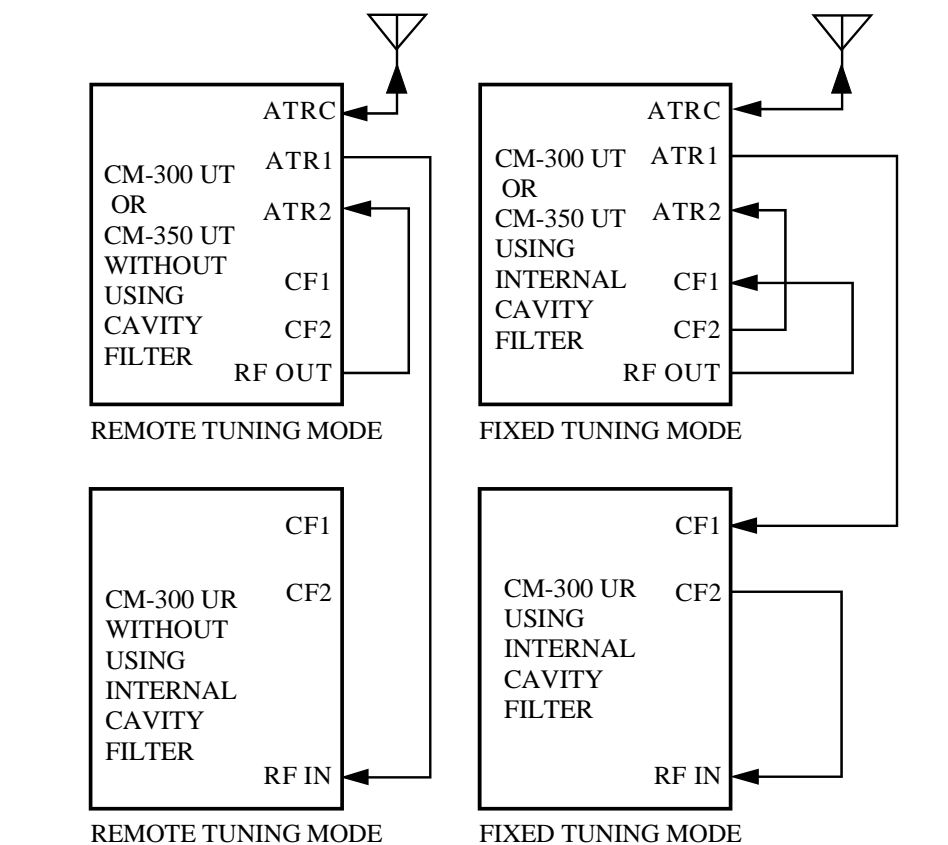 ATRC
ATR1
ATR2
CF1
CF2
RF OUT
CM-300 UT
OR
CM-350 UT
WITHOUT
USING
CAVITY
FILTER
REMOTE TUNING MODE
ATRC
ATR1
ATR2
CF1
CF2
RF OUT
CM-300 UT
OR
CM-350 UT
USING
INTERNAL
CAVITY
FILTER
FIXED TUNING MODE
CF1
CF2
RF IN
CM-300 UR
WITHOUT
USING
INTERNAL
CAVITY
FILTER
REMOTE TUNING MODE
CF1
CF2
RF IN
CM-300 UR
USING
INTERNAL
CAVITY
FILTER
FIXED TUNING MODE